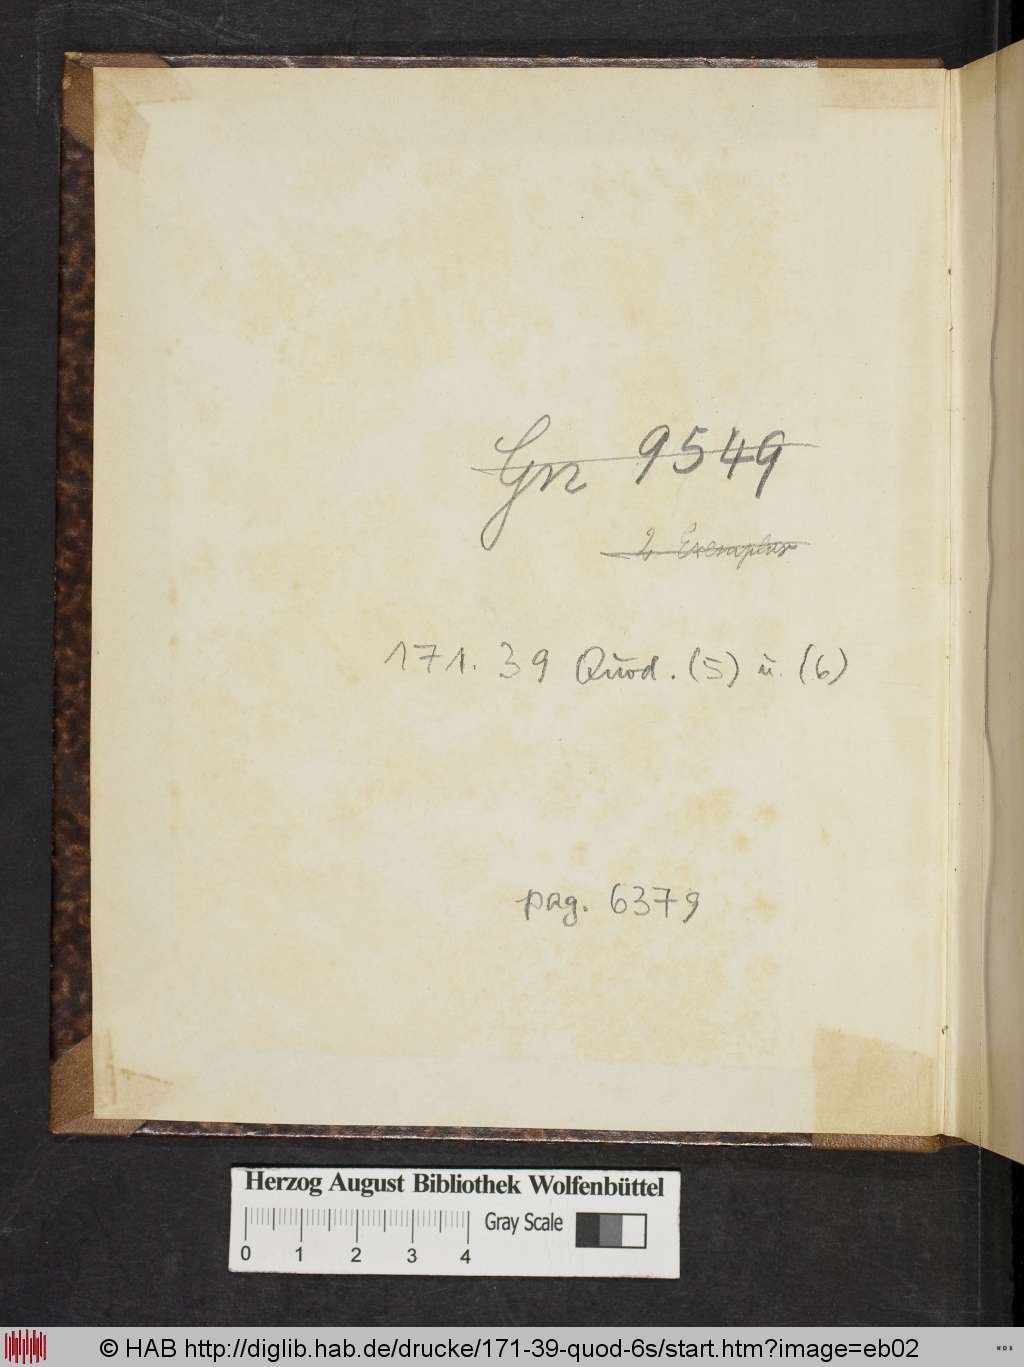 Gn 9549
2 Exemplar
171. 39 Quod. (5) u. (6)
pag. 6379
Herzog August Bibliothek Wolfenbüttel
0 1 2 3 4
Gray Scale
© HAB http://diglib.hab.de/drucke/171-39-quod-6s/start.htm?image=eb02